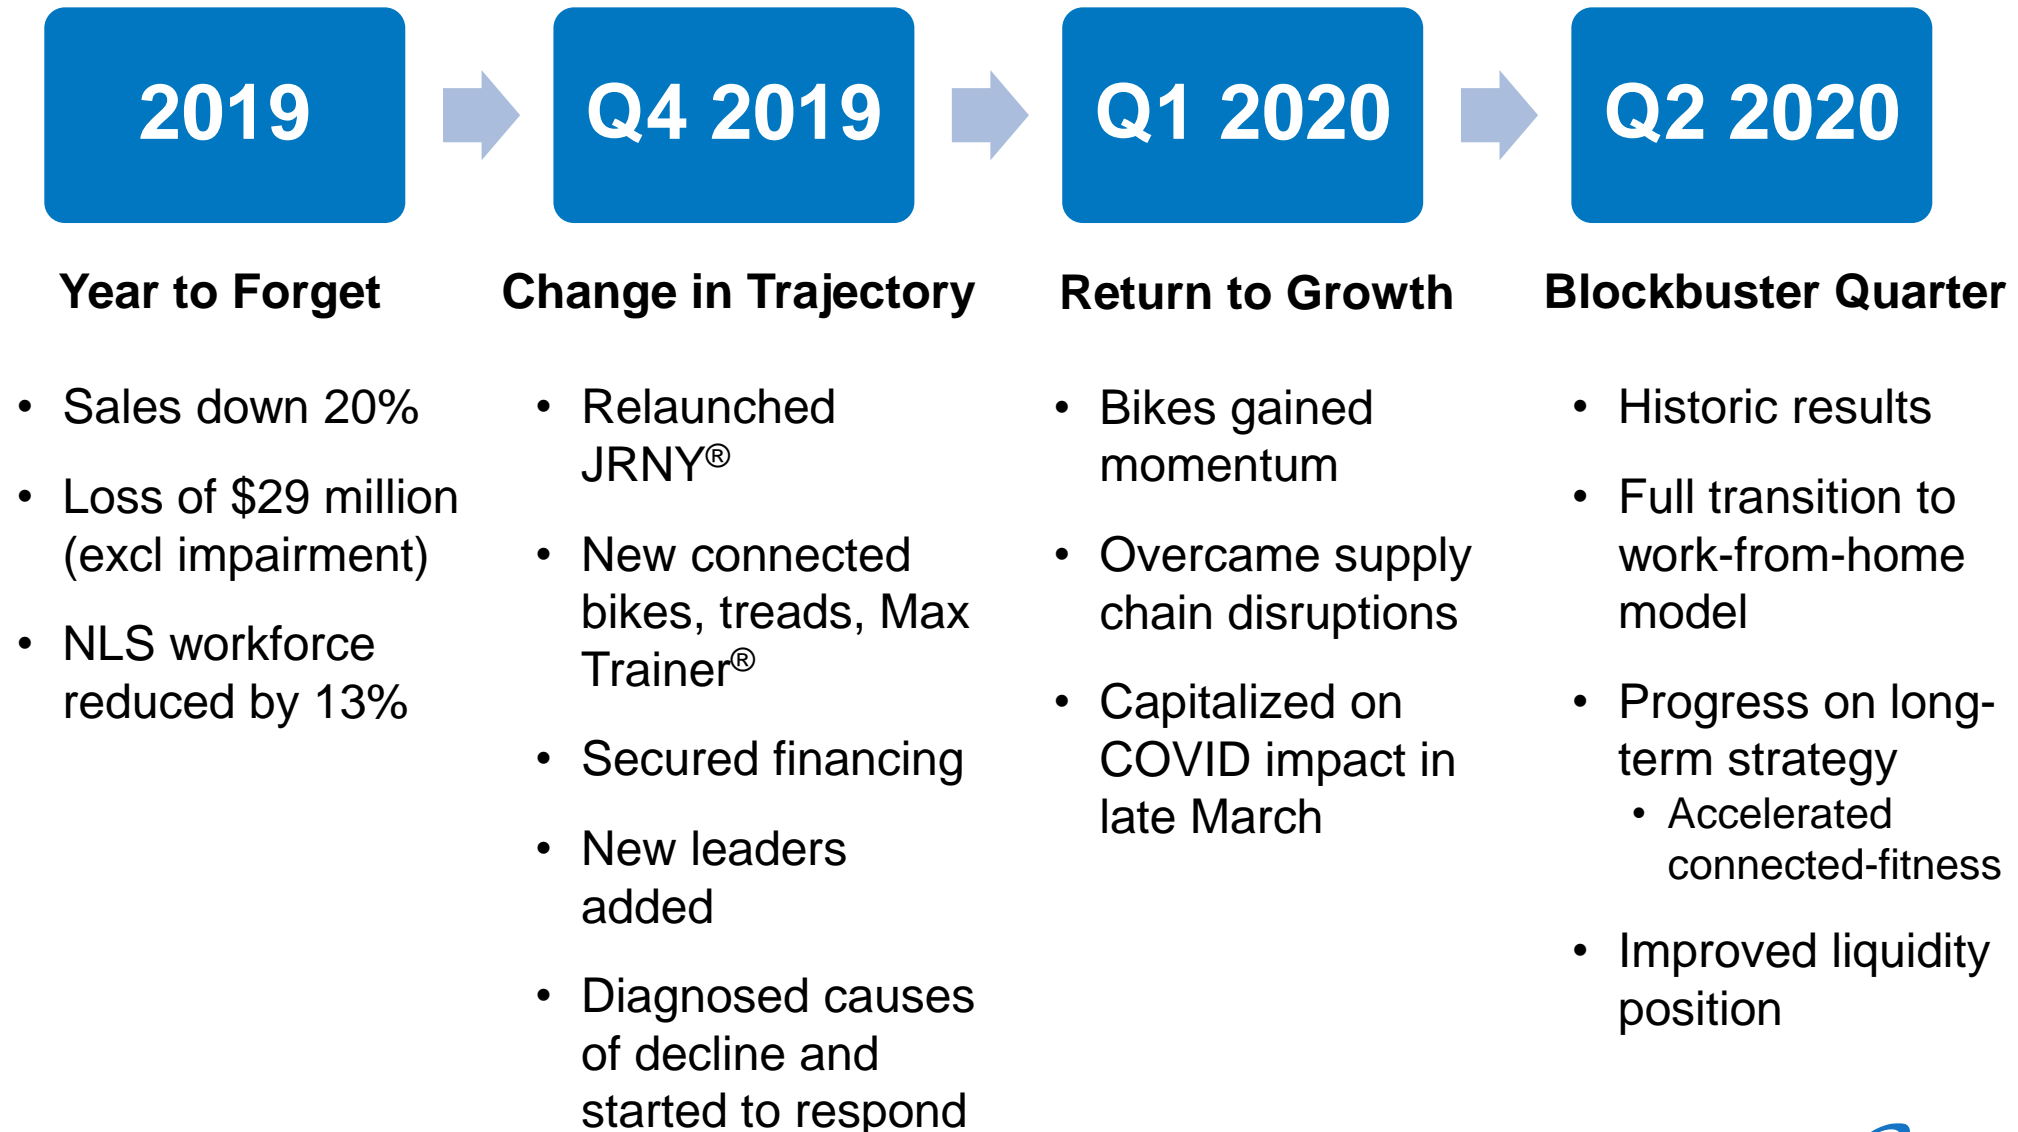 2019
Q4 2019
Q1 2020
Q2 2020
Year to Forget
• Sales down 20%
• Loss of $29 million
(excl impairment)
• NLS workforce
reduced by 13%
Change in Trajectory
• Relaunched
JRNY®
• New connected
bikes, treads, Max
Trainer®
• Secured financing
• New leaders
added
• Diagnosed causes
of decline and
started to respond
Return to Growth
• Bikes gained
momentum
• Overcame supply
chain disruptions
• Capitalized on
COVID impact in
late March
Blockbuster Quarter
• Historic results
• Full transition to
work-from-home
model
• Progress on long-
term strategy
• Accelerated
connected-fitness
• Improved liquidity
position